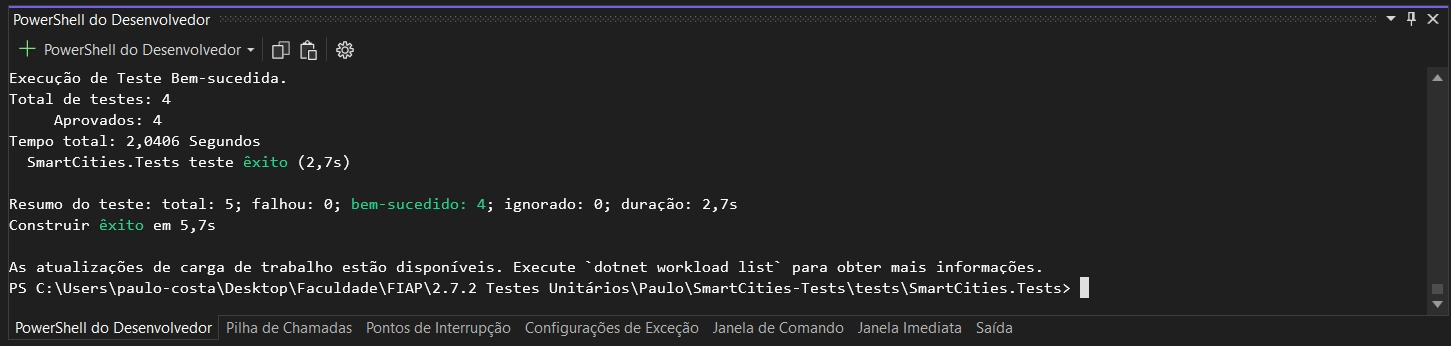 PowerShell do Desenvolvedor
PowerShell do Desenvolvedor
Execução de Teste Bem-sucedida.
Total de testes: 4
Aprovados: 4
Tempo total: 2,0406 Segundos
SmartCities.Tests teste êxito (2,7s)
Resumo do teste: total: 5; falhou: 0; bem-sucedido: 4; ignorado: 0; duração: 2,7s
Construir êxito em 5,7s
As atualizações de carga de trabalho estão disponíveis. Execute `dotnet workload list` para obter mais informações.
PS C:\Users\paulo-costa\Desktop\Faculdade\FIAP\2.7.2 Testes Unitários\Paulo\SmartCities-Tests\tests\SmartCities.Tests>
PowerShell do Desenvolvedor Pilha de Chamadas Pontos de Interrupção Configurações de Exceção Janela de Comando Janela Imediata Saída